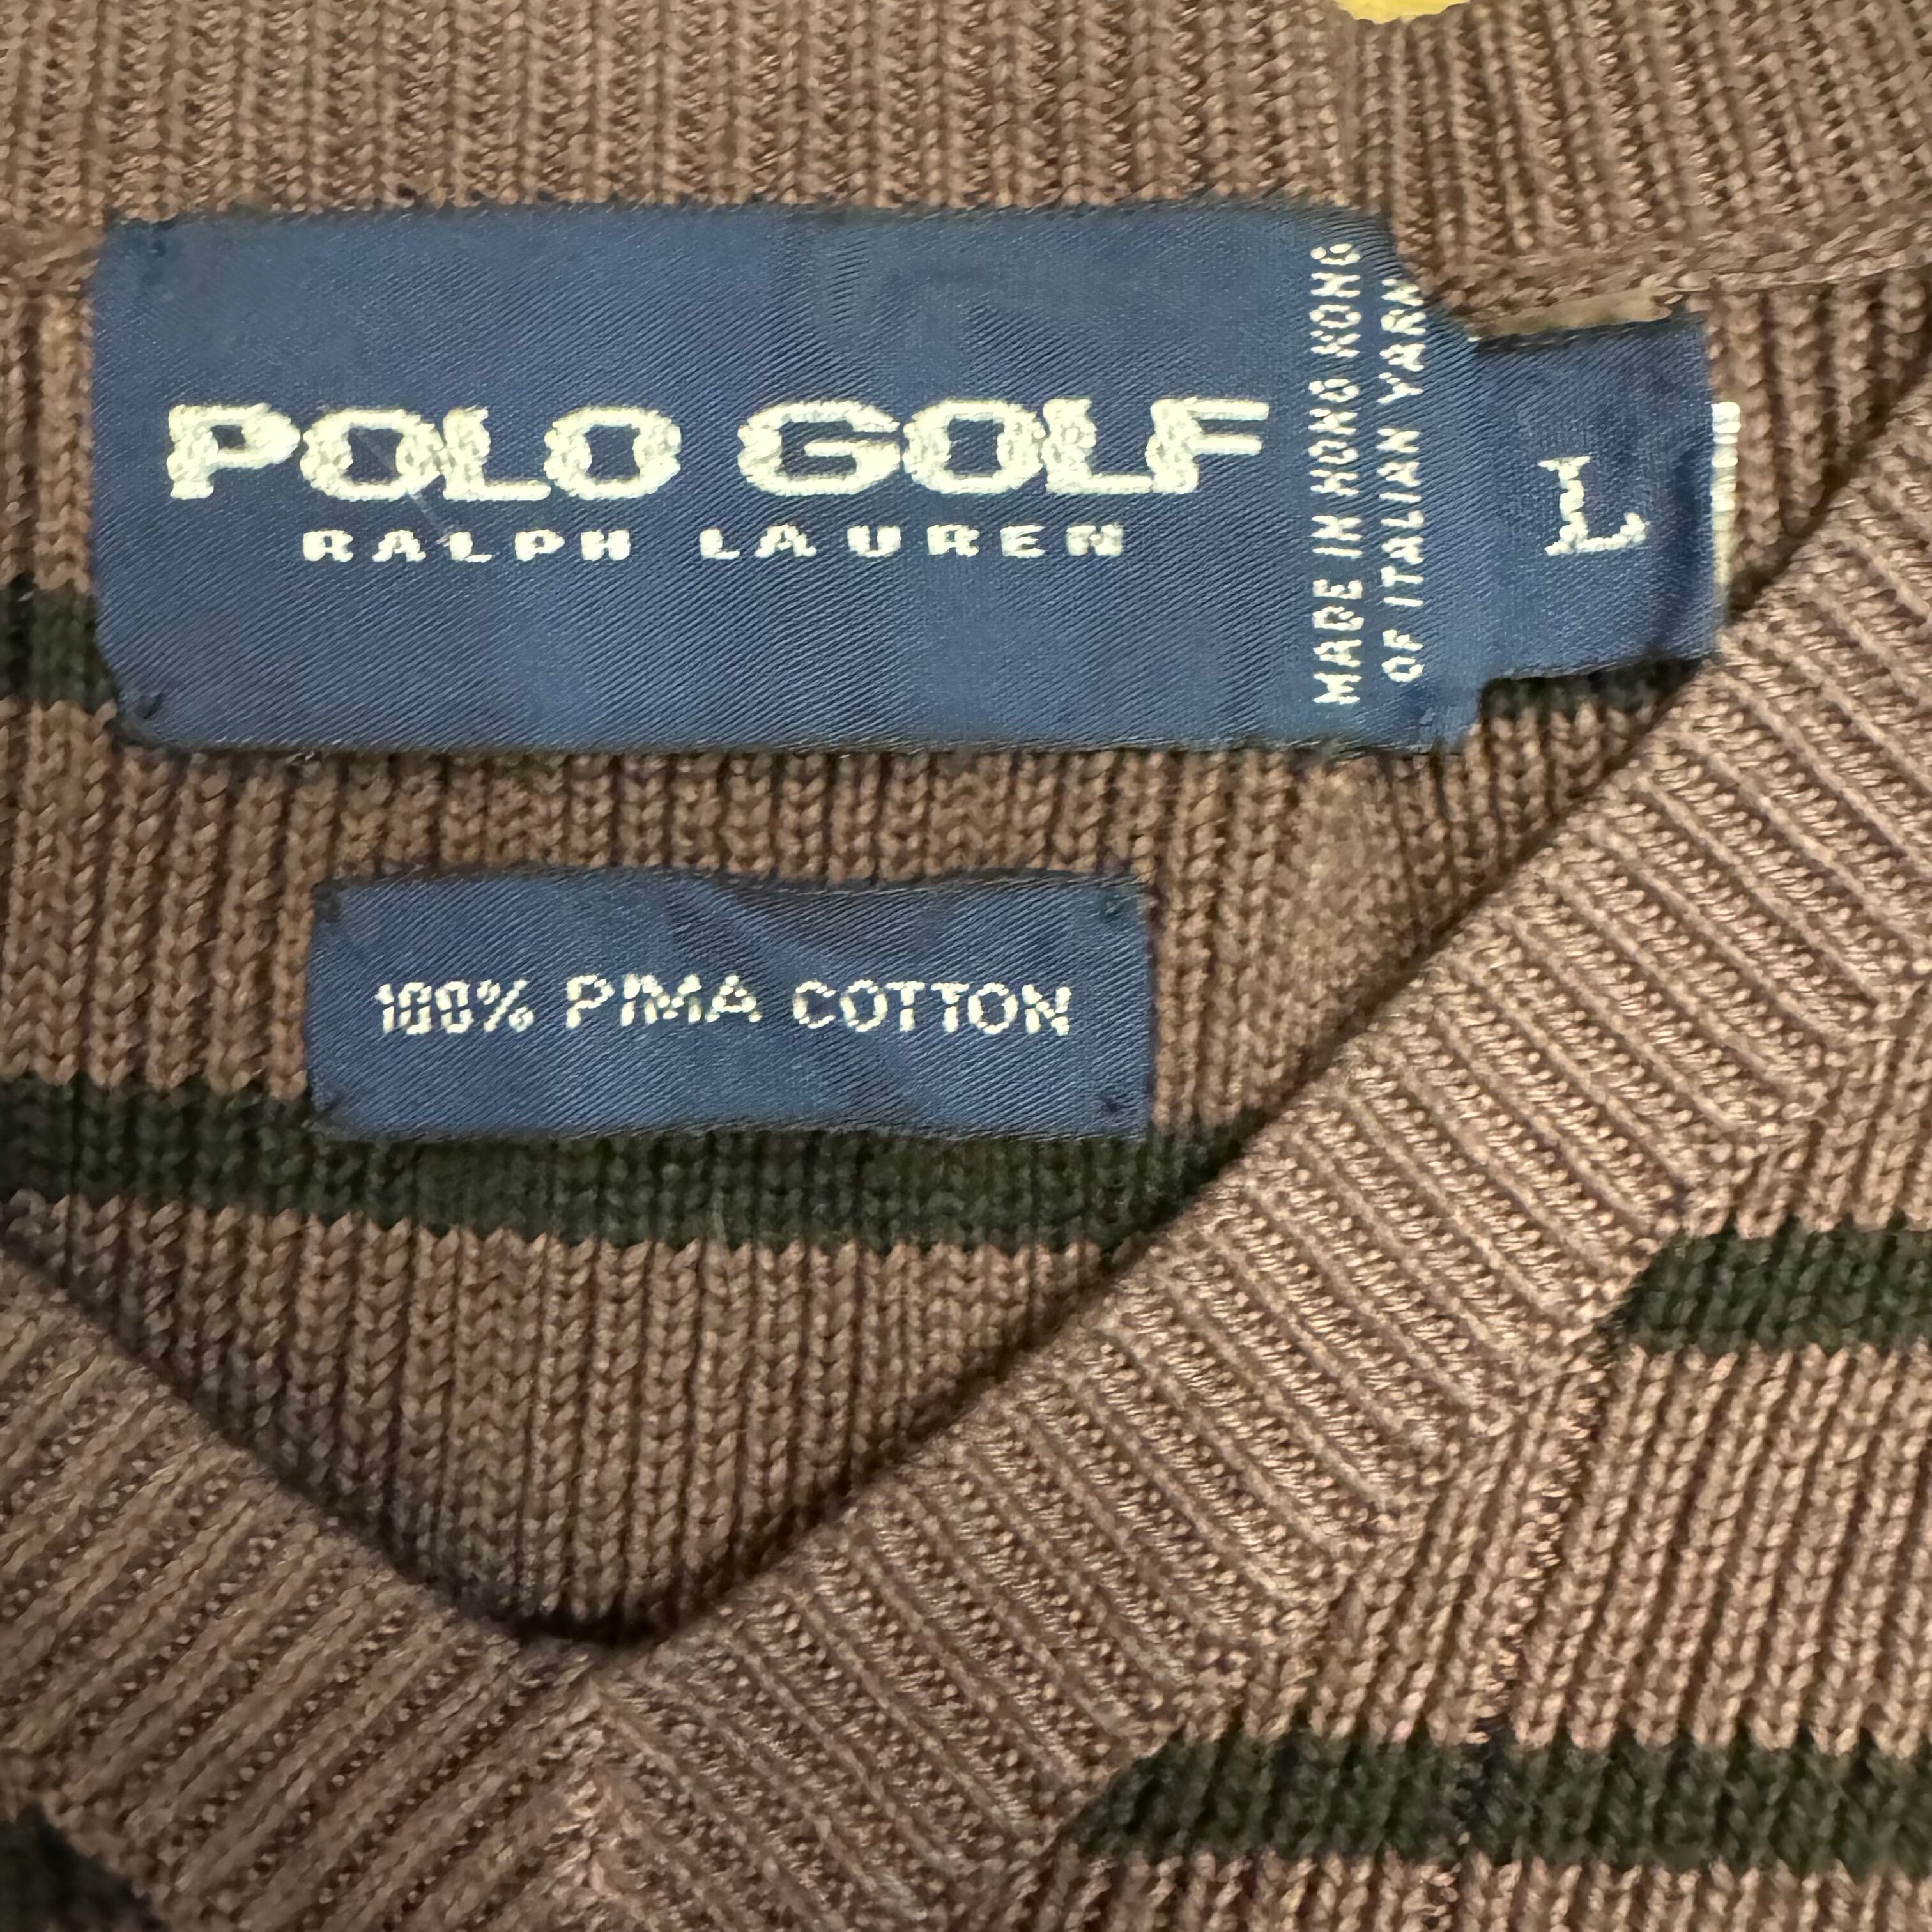 POLO GOLF
RALPH LAUREN
MADE IN HONG KONG
OF ITALIAN YARN
L
100% PIMA COTTON